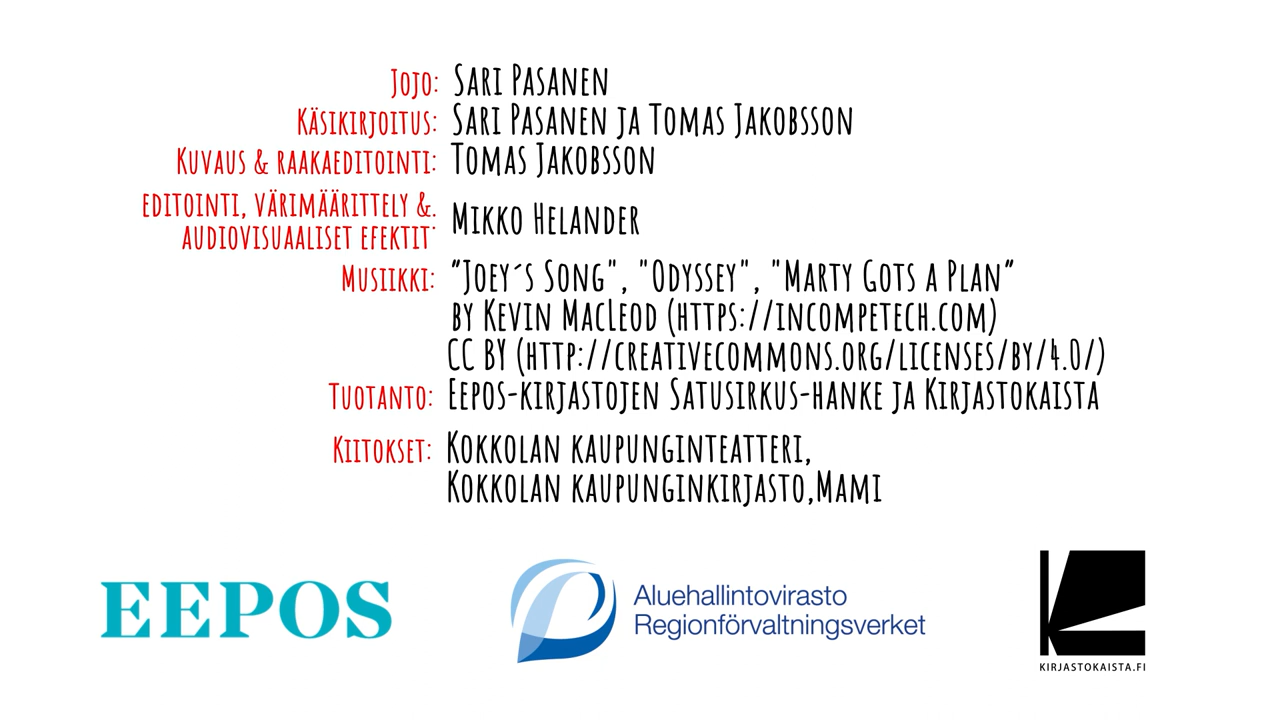 Jojo: Sari Pasanen
Käsikirjoitus: Sari Pasanen ja Tomas Jakobsson
Kuvaus & raakaeditointi: Tomas Jakobsson
editointi, värimäärittely &
audiovisuaaliset efektit: Mikko Helander
Musiikki: ”Joey´s Song", "Odyssey", "Marty Gots a Plan”
by Kevin MacLeod (https://incompetech.com)
CC BY (http://creativecommons.org/licenses/by/4.0/)
Tuotanto: Eepos-kirjastojen Satusirkus-hanke ja Kirjastokaista
Kiitokset: Kokkolan kaupunginteatteri,
Kokkolan kaupunginkirjasto,Mami
EEPOS
Aluehallintovirasto
Regionförvaltningsverket
KIRJASTOKAISTA.FI